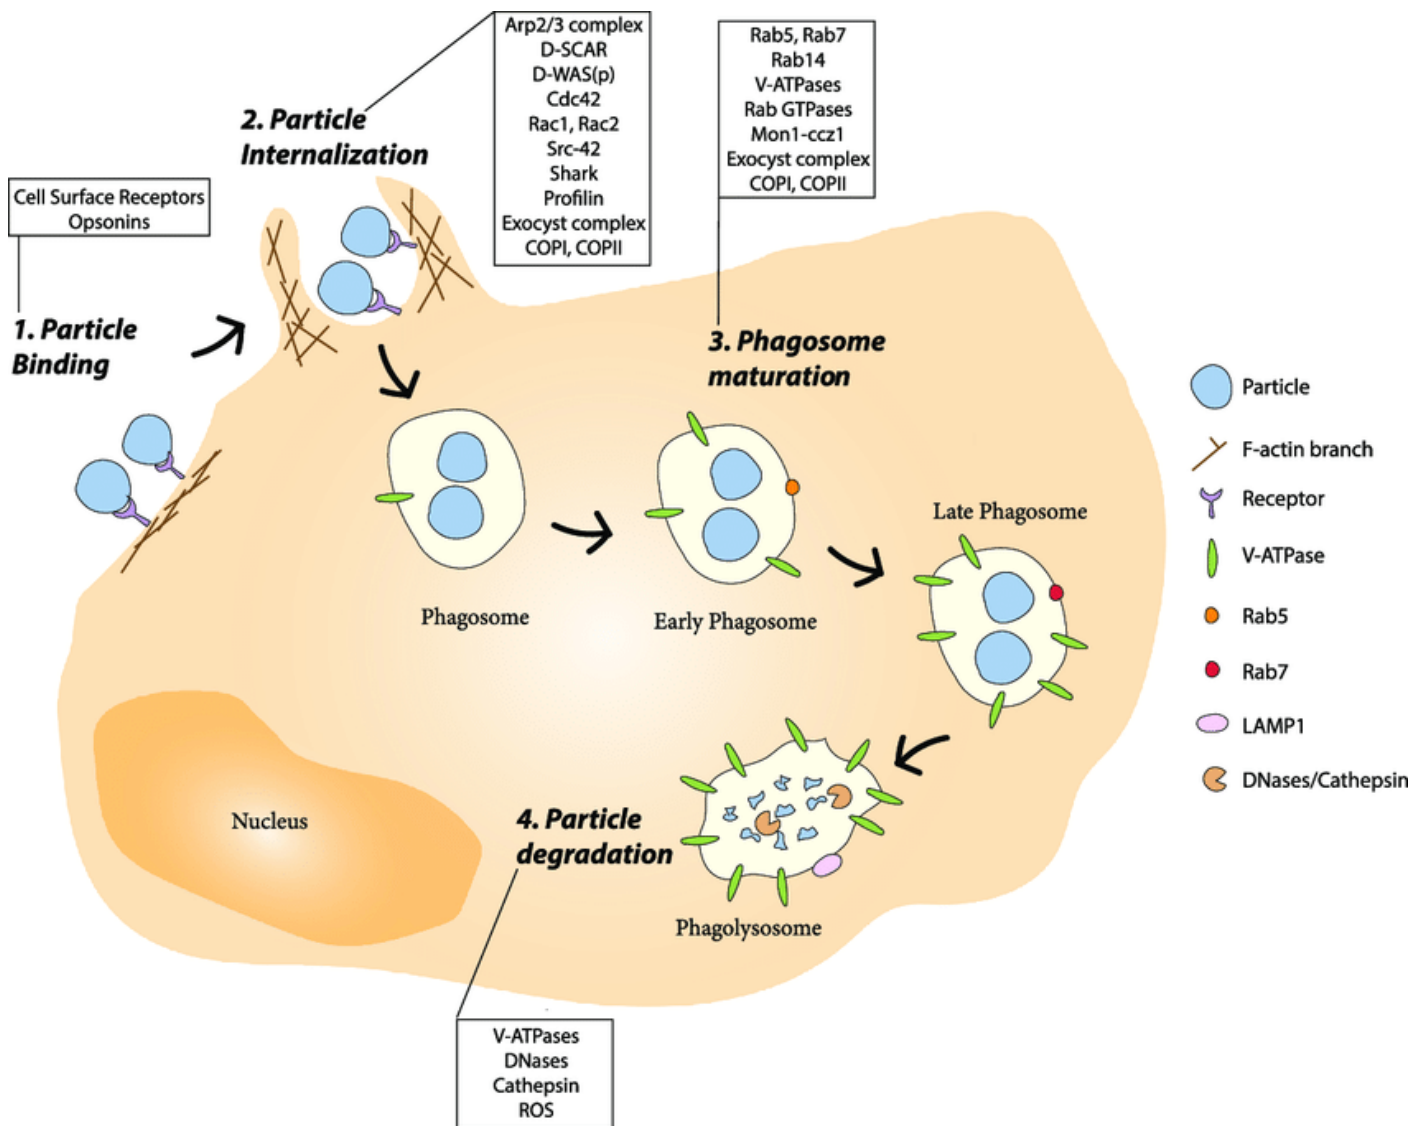 Arp2/3 complex
D-SCAR
D-WAS(p)
Cdc42
Rac1, Rac2
Src-42
Shark
Profilin
Exocyst complex
COPI, COPII
Rab5, Rab7
Rab14
V-ATPases
Rab GTPases
Mon1-ccz1
Exocyst complex
COPI, COPII
2. Particle
Internalization
Cell Surface Receptors
Opsonins
1. Particle
Binding
3. Phagosome
maturation
Phagosome
Early Phagosome
Late Phagosome
Particle
F-actin branch
Receptor
V-ATPase
Rab5
Rab7
LAMP1
DNases/Cathepsin
Nucleus
4. Particle
degradation
Phagolysosome
V-ATPases
DNases
Cathepsin
ROS